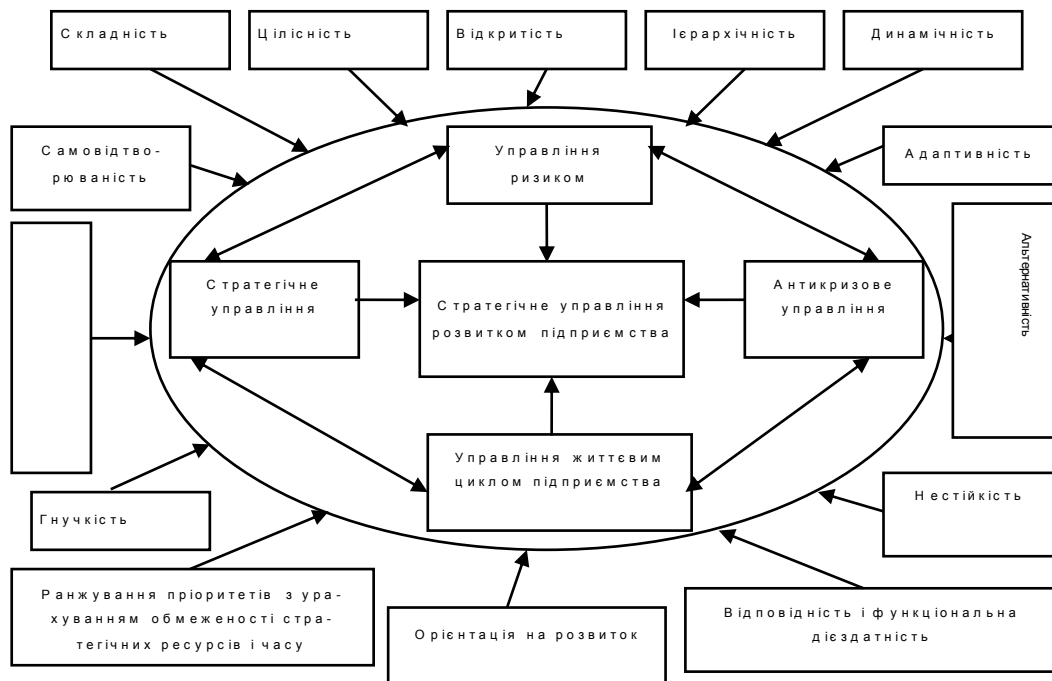 Складність
Цілісність
Відкритість
Ієрархічність
Динамічність
Самовідтво-
рюваність
Управління
ризиком
Адаптивність
Альтернативність
Стратегічне
управління
Стратегічне управління
розвитком підприємства
Антикризове
управління
Управління життєвим
циклом підприємства
Гнучкість
Нестійкість
Ранжування пріоритетів з ура-
хуванням обмеженості стра-
тегічних ресурсів і часу
Орієнтація на розвиток
Відповідність і функціональна
дієздатність